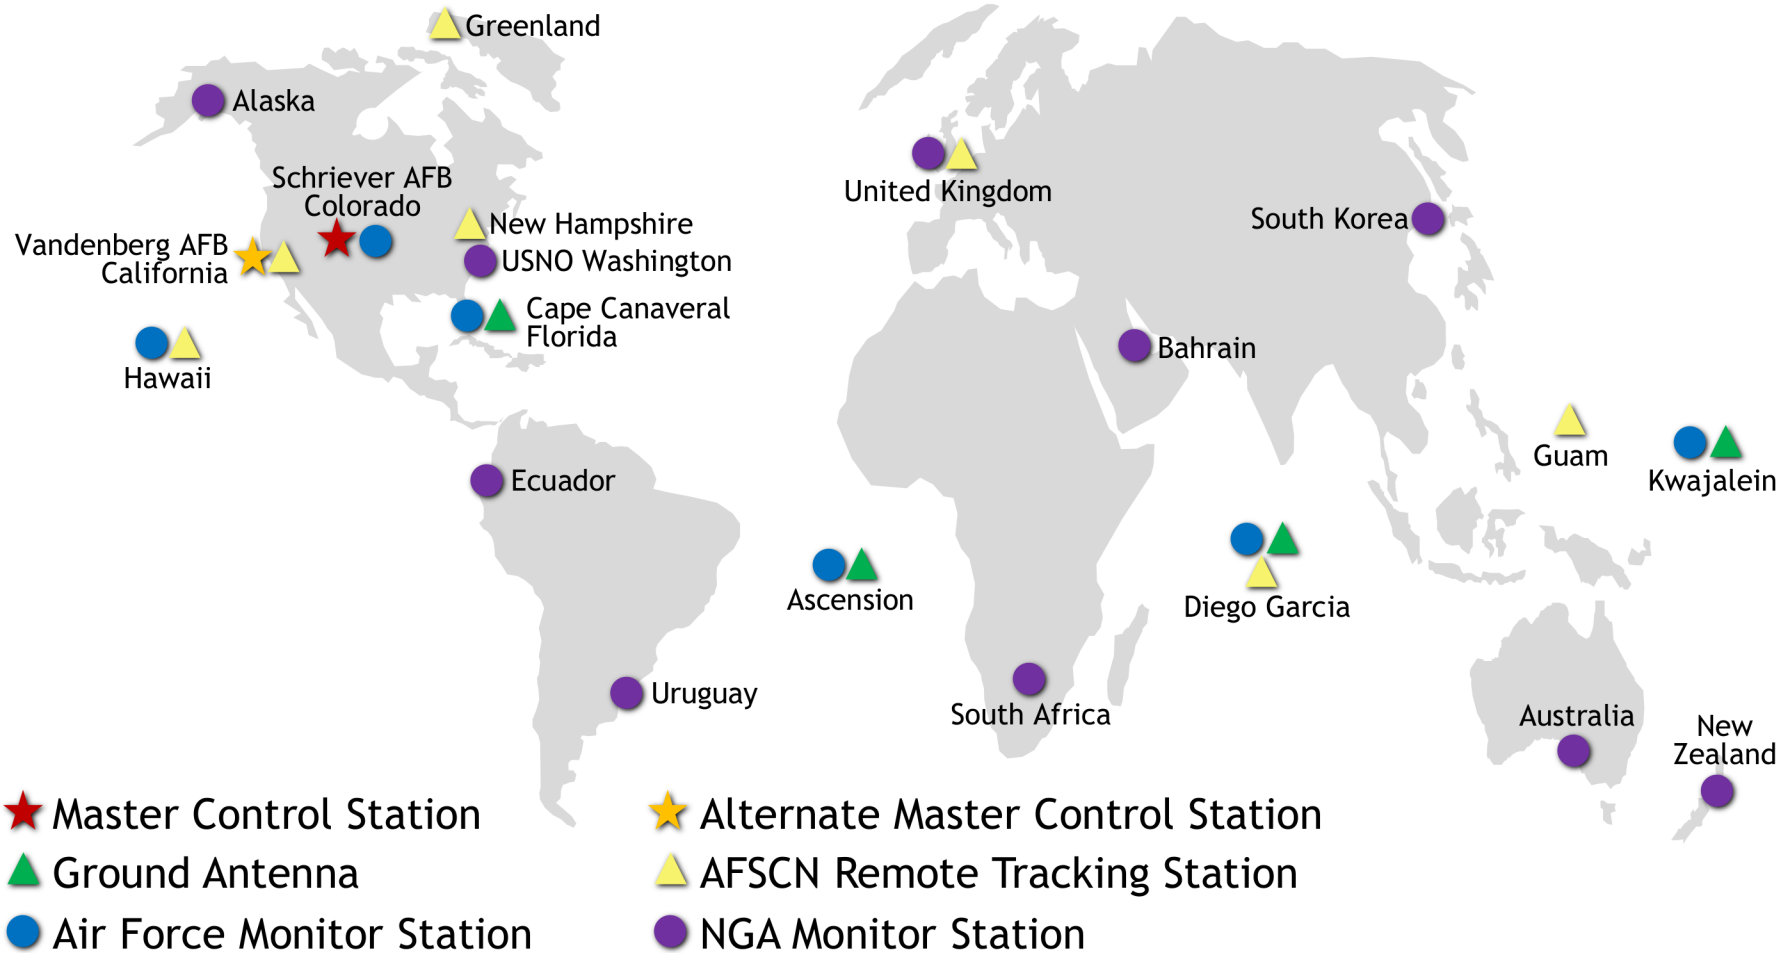 Greenland
Alaska
Schriever AFB
Colorado
Vandenberg AFB
California
New Hampshire
USNO Washington
Cape Canaveral
Florida
Hawaii
United Kingdom
South Korea
Bahrain
Ecuador
Guam
Kwajalein
Ascension
Diego Garcia
Uruguay
South Africa
Australia
New
Zealand
Master Control Station
Alternate Master Control Station
Ground Antenna
AFSCN Remote Tracking Station
Air Force Monitor Station
NGA Monitor Station